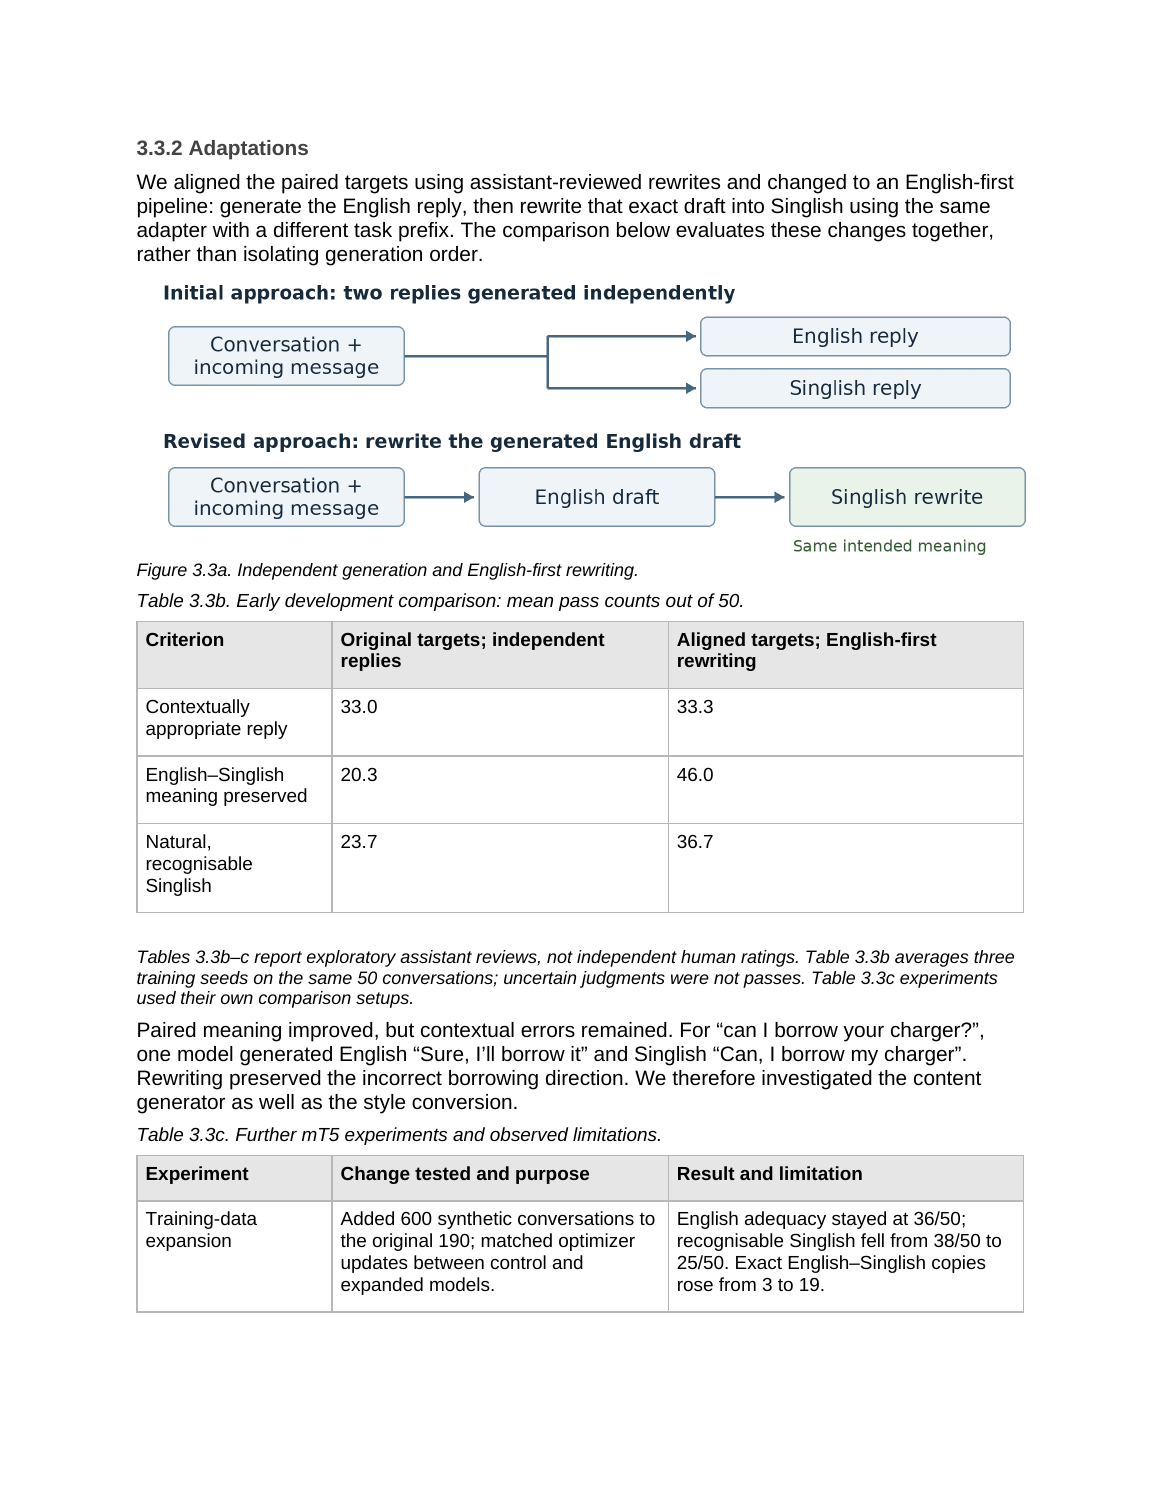 3.3.2 Adaptations
We aligned the paired targets using assistant-reviewed rewrites and changed to an English-first
pipeline: generate the English reply, then rewrite that exact draft into Singlish using the same
adapter with a different task prefix. The comparison below evaluates these changes together,
rather than isolating generation order.
Initial approach: two replies generated independently
Conversation +
incoming message
English reply
Singlish reply
Revised approach: rewrite the generated English draft
Conversation +
incoming message
English draft
Singlish rewrite
Same intended meaning
Figure 3.3a. Independent generation and English-first rewriting.
Table 3.3b. Early development comparison: mean pass counts out of 50.
Criterion
Original targets; independent
replies
Aligned targets; English-first
rewriting
Contextually
appropriate reply
33.0
33.3
English–Singlish
meaning preserved
20.3
46.0
Natural,
recognisable
Singlish
23.7
36.7
Tables 3.3b–c report exploratory assistant reviews, not independent human ratings. Table 3.3b averages three
training seeds on the same 50 conversations; uncertain judgments were not passes. Table 3.3c experiments
used their own comparison setups.
Paired meaning improved, but contextual errors remained. For “can I borrow your charger?”,
one model generated English “Sure, I’ll borrow it” and Singlish “Can, I borrow my charger”.
Rewriting preserved the incorrect borrowing direction. We therefore investigated the content
generator as well as the style conversion.
Table 3.3c. Further mT5 experiments and observed limitations.
Experiment
Change tested and purpose
Result and limitation
Training-data
expansion
Added 600 synthetic conversations to
the original 190; matched optimizer
updates between control and
expanded models.
English adequacy stayed at 36/50;
recognisable Singlish fell from 38/50 to
25/50. Exact English–Singlish copies
rose from 3 to 19.